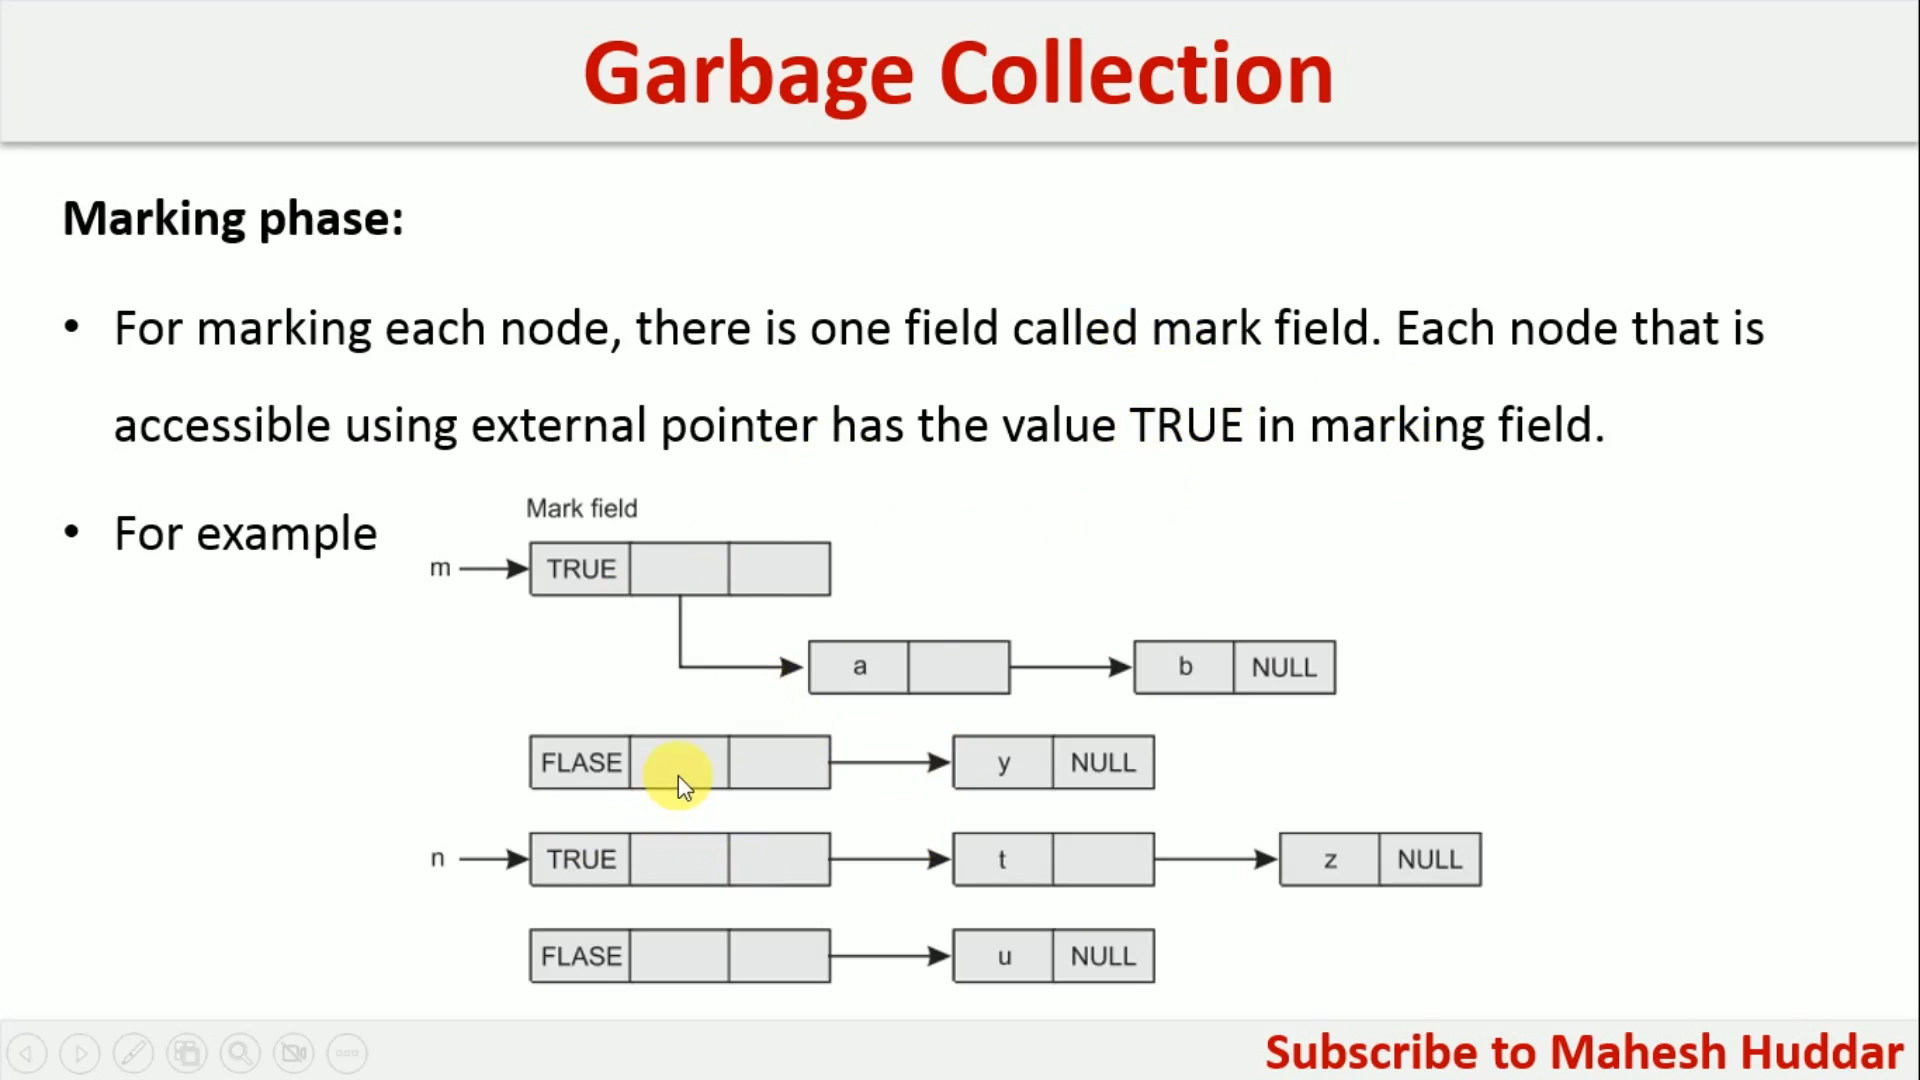 Garbage Collection
Marking phase:
• For marking each node, there is one field called mark field. Each node that is
accessible using external pointer has the value TRUE in marking field.
• For example
Mark field
m TRUE
a b NULL
FLASE y NULL
n TRUE t z NULL
FLASE u NULL
Subscribe to Mahesh Huddar